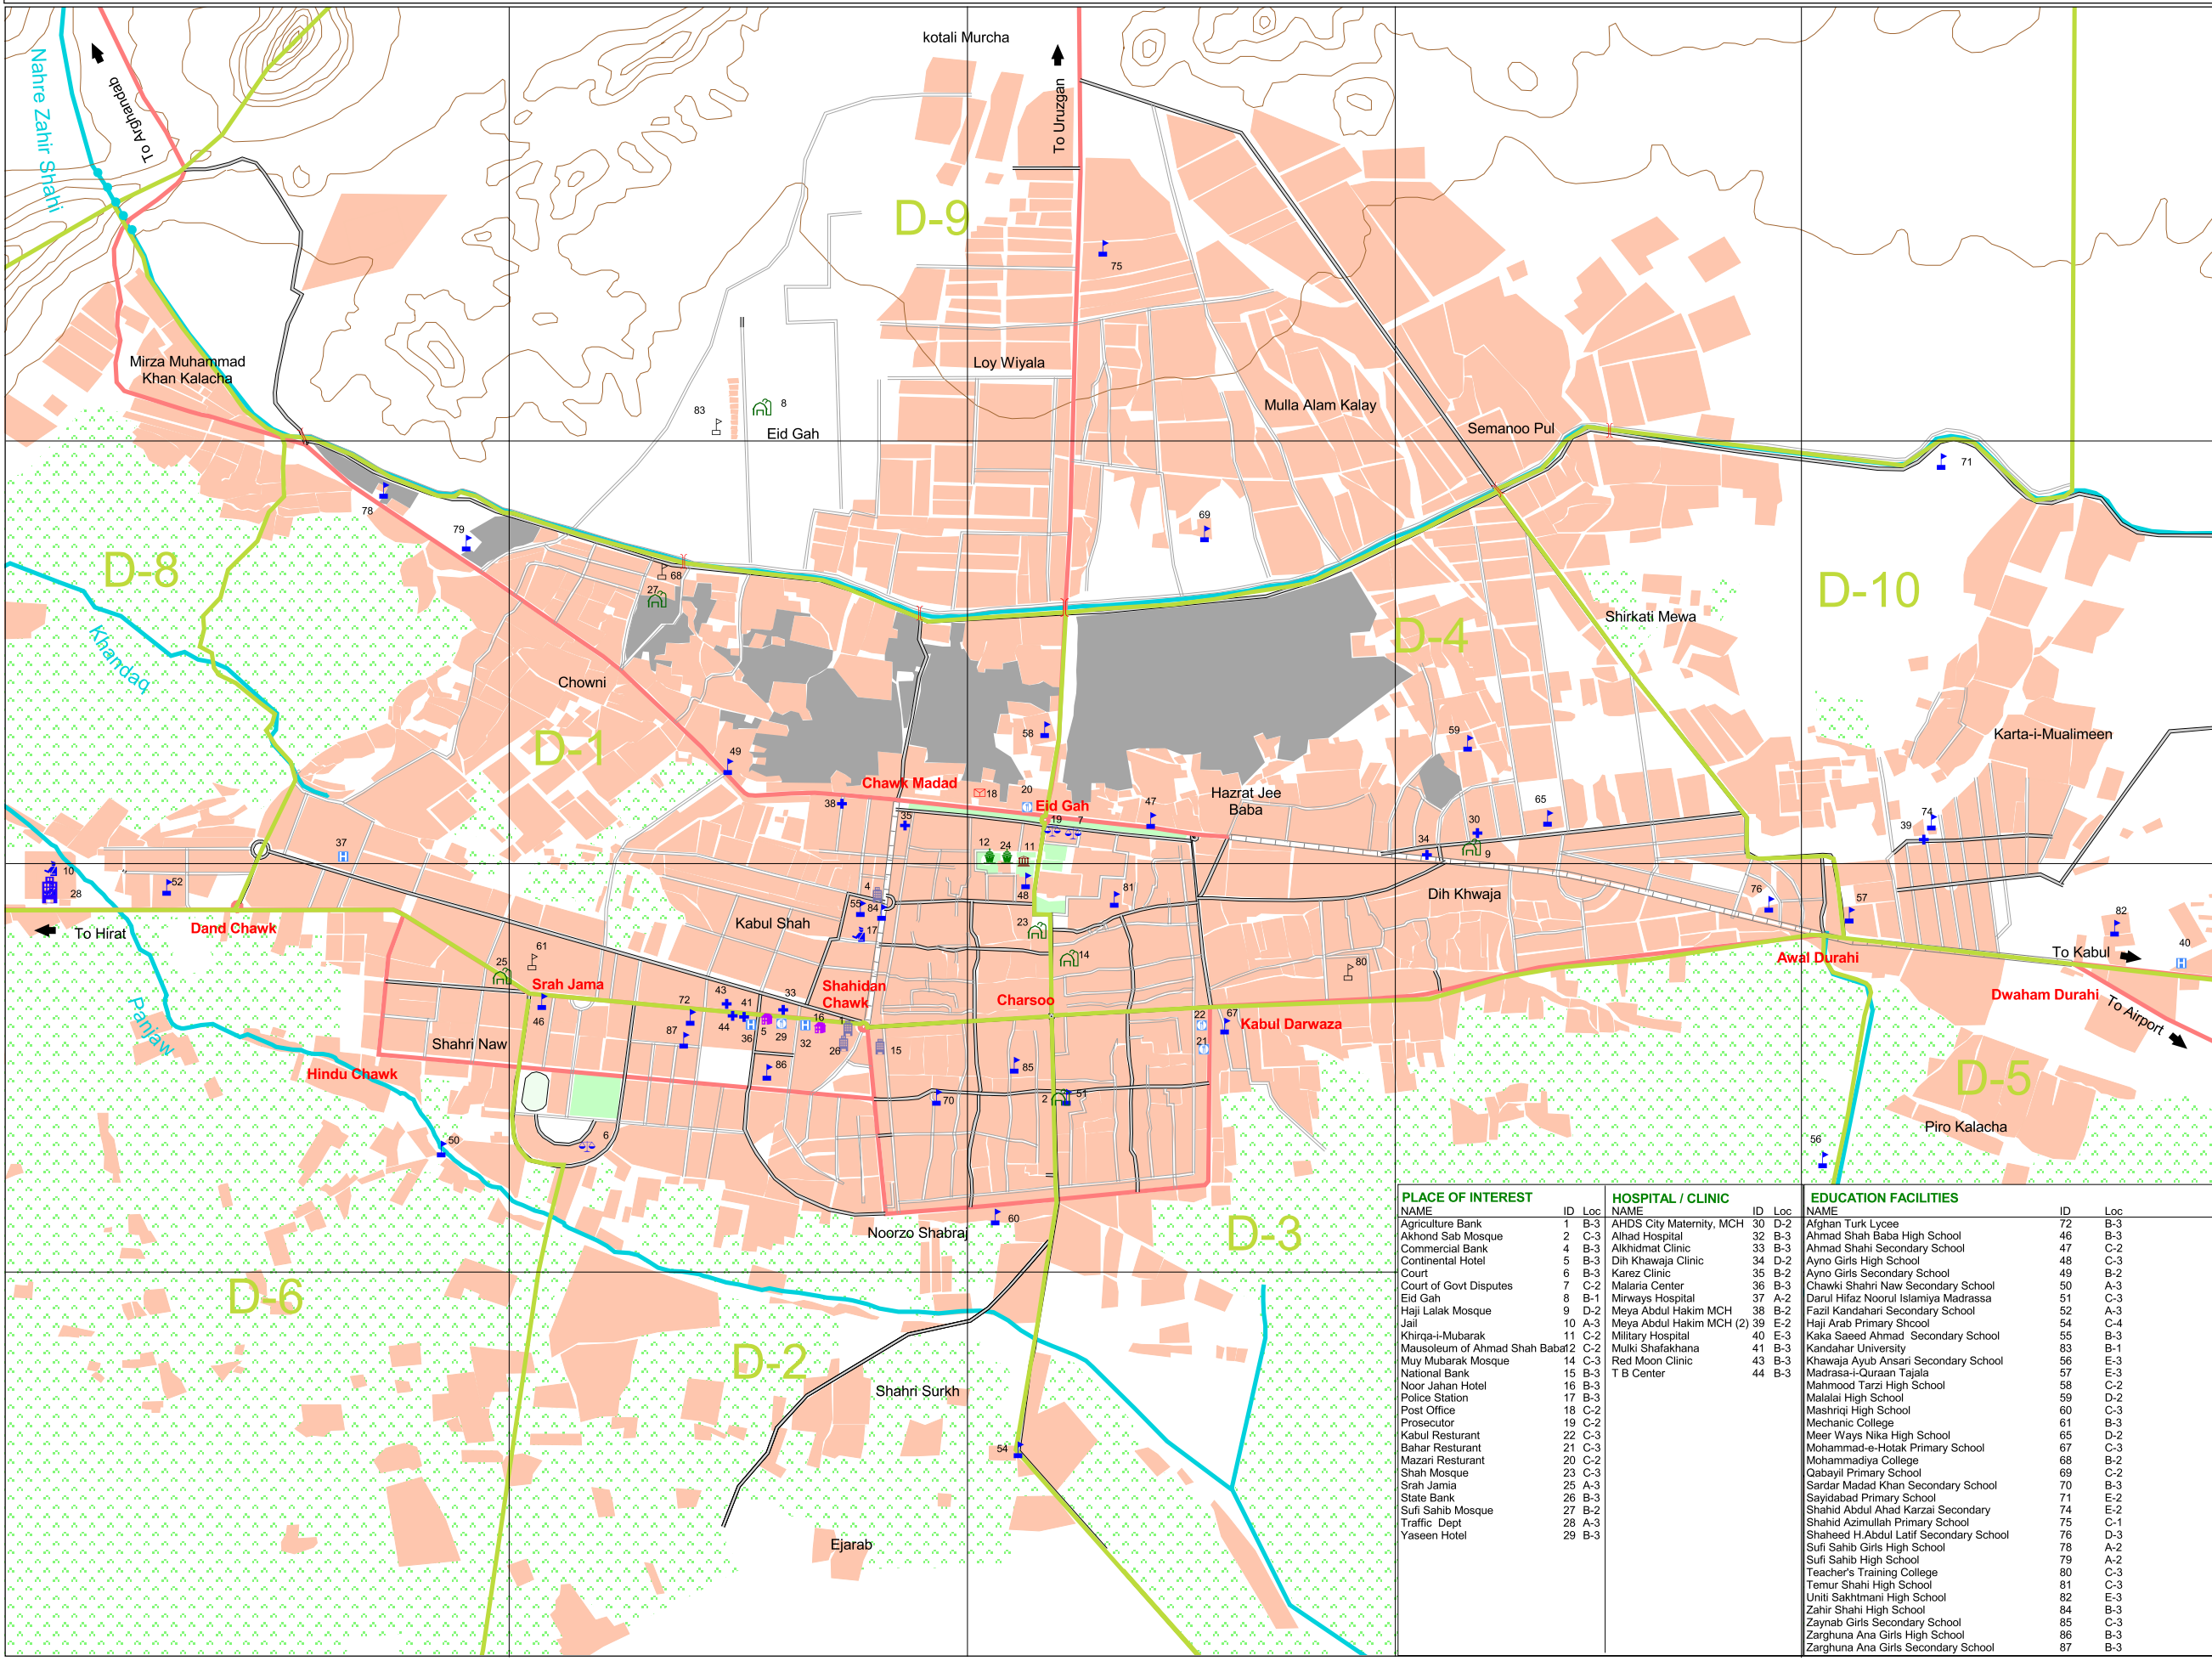 kotali Murcha
Nahre Zahir Shahi
To Arghandab
To Uruzgan
D-9
75
Mirza Muhammad
Khan Kalacha
Loy Wiyala
83
8
Eid Gah
Mulla Alam Kalay
Semanoo Pul
71
78
79
69
D-8
68
27
D-10
Khandaq
Shirkati Mewa
D-4
Chowni
D-1
49
58
59
Karta-i-Mualimeen
Chawk Madad
18
20
Eid Gah
47
Hazrat Jee
Baba
38
35
19
7
65
30
34
9
39
74
37
12
24
11
10
28
52
4
55
84
48
81
Dih Khwaja
76
57
Kabul Shah
17
23
82
To Hirat
Dand Chawk
61
25
14
80
To Kabul
40
Awal Durahi
Srah Jama
Shahidan
Chawk
Charsoo
Dwaham Durahi
To Airport
46
72
43
41
33
16
1
87
44
36
5
29
32
26
15
22
21
67
Kabul Darwaza
Panjaw
Shahri Naw
Hindu Chawk
86
85
70
2
51
D-5
Piro Kalacha
50
6
56
60
Noorzo Shabraj
D-3
D-6
D-2
Shahri Surkh
54
Ejarab
PLACE OF INTEREST
NAME ID Loc
Agriculture Bank 1 B-3
Akhond Sab Mosque 2 C-3
Commercial Bank 4 B-3
Continental Hotel 5 B-3
Court 6 B-3
Court of Govt Disputes 7 C-2
Eid Gah 8 B-1
Haji Lalak Mosque 9 D-2
Jail 10 A-3
Khirqa-i-Mubarak 11 C-2
Mausoleum of Ahmad Shah Baba12 C-2
Muy Mubarak Mosque 14 C-3
National Bank 15 B-3
Noor Jahan Hotel 16 B-3
Police Station 17 B-3
Post Office 18 C-2
Prosecutor 19 C-2
Kabul Resturant 22 C-3
Bahar Resturant 21 C-3
Mazari Resturant 20 C-2
Shah Mosque 23 C-3
Srah Jamia 25 A-3
State Bank 26 B-3
Sufi Sahib Mosque 27 B-2
Traffic Dept 28 A-3
Yaseen Hotel 29 B-3
HOSPITAL / CLINIC
NAME ID Loc
AHDS City Maternity, MCH 30 D-2
Alhad Hospital 32 B-3
Alkhidmat Clinic 33 B-3
Dih Khawaja Clinic 34 D-2
Karez Clinic 35 B-2
Malaria Center 36 B-3
Mirways Hospital 37 A-2
Meya Abdul Hakim MCH 38 B-2
Meya Abdul Hakim MCH (2) 39 E-2
Military Hospital 40 E-3
Mulki Shafakhana 41 B-3
Red Moon Clinic 43 B-3
T B Center 44 B-3
EDUCATION FACILITIES
NAME ID Loc
Afghan Turk Lycee 72 B-3
Ahmad Shah Baba High School 46 B-3
Ahmad Shahi Secondary School 47 C-2
Ayno Girls High School 48 C-3
Ayno Girls Secondary School 49 B-2
Chawki Shahri Naw Secondary School 50 A-3
Darul Hifaz Noorul Islamiya Madrassa 51 C-3
Fazil Kandahari Secondary School 52 A-3
Haji Arab Primary Shcool 54 C-4
Kaka Saeed Ahmad Secondary School 55 B-3
Kandahar University 83 B-1
Khawaja Ayub Ansari Secondary School 56 E-3
Madrasa-i-Quraan Tajala 57 E-3
Mahmood Tarzi High School 58 C-2
Malalai High School 59 D-2
Mashriqi High School 60 C-3
Mechanic College 61 B-3
Meer Ways Nika High School 65 D-2
Mohammad-e-Hotak Primary School 67 C-3
Mohammadiya College 68 B-2
Qabayil Primary School 69 C-2
Sardar Madad Khan Secondary School 70 B-3
Sayidabad Primary School 71 E-2
Shahid Abdul Ahad Karzai Secondary 74 E-2
Shahid Azimullah Primary School 75 C-1
Shaheed H.Abdul Latif Secondary School 76 D-3
Sufi Sahib Girls High School 78 A-2
Sufi Sahib High School 79 A-2
Teacher's Training College 80 C-3
Temur Shahi High School 81 C-3
Uniti Sakhtmani High School 82 E-3
Zahir Shahi High School 84 B-3
Zaynab Girls Secondary School 85 C-3
Zarghuna Ana Girls High School 86 B-3
Zarghuna Ana Girls Secondary School 87 B-3